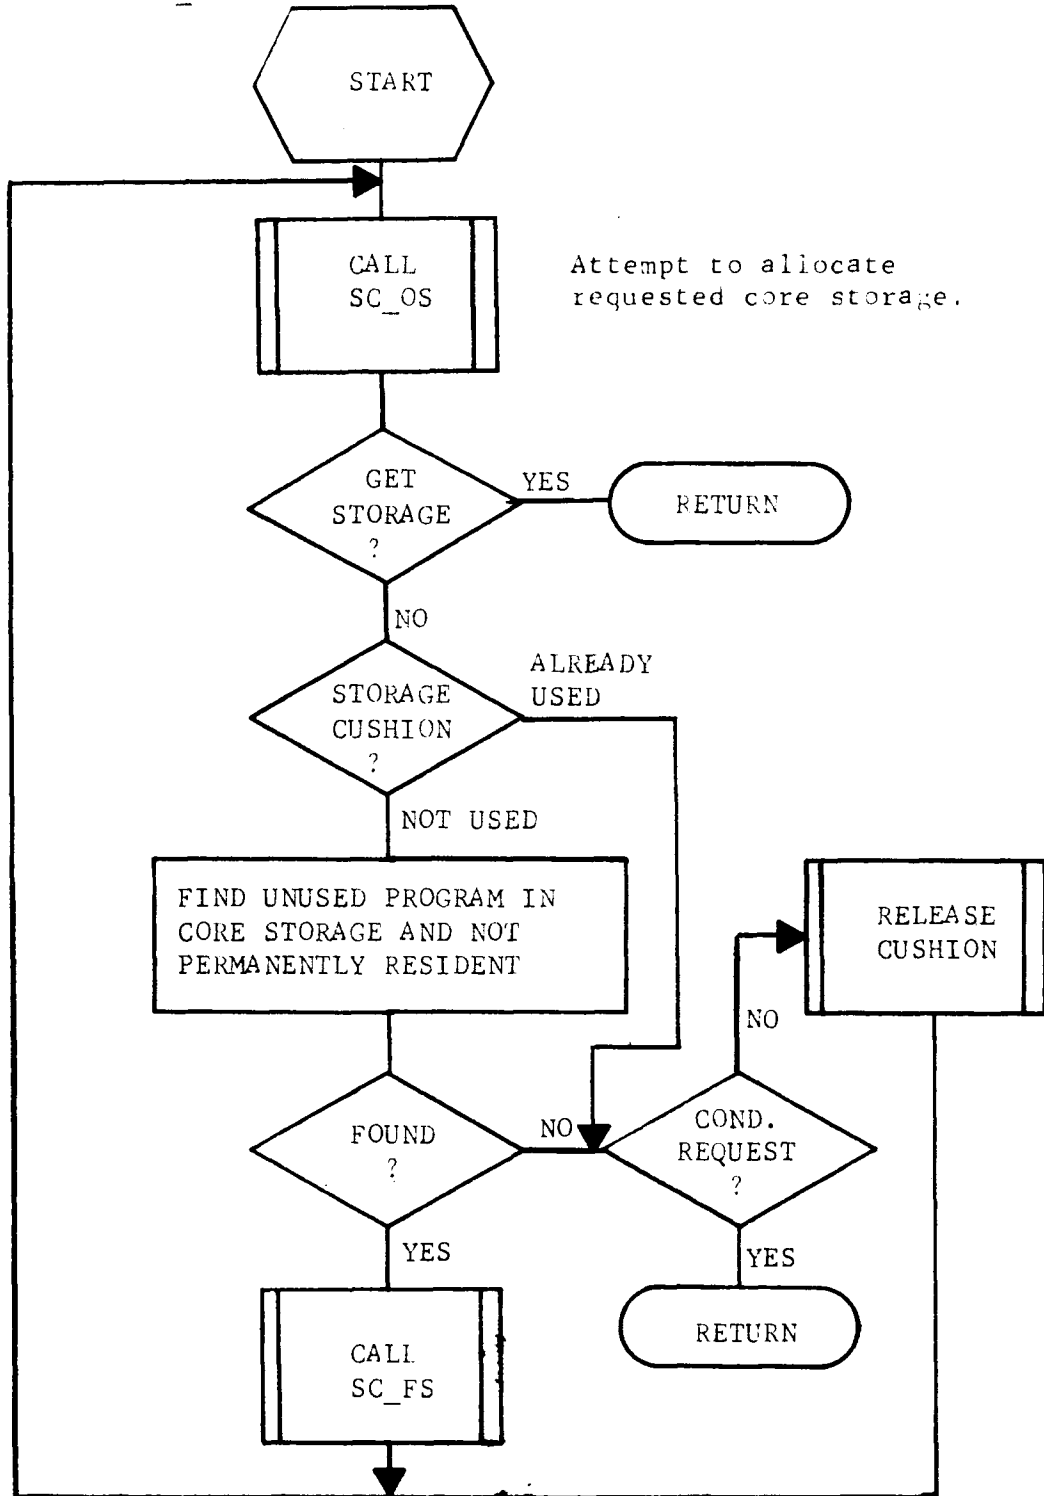 START
CALL
SC_OS
Attempt to allocate
requested core storage.
GET
STORAGE
?
YES
RETURN
NO
STORAGE
CUSHION
?
ALREADY
USED
NOT USED
FIND UNUSED PROGRAM IN
CORE STORAGE AND NOT
PERMANENTLY RESIDENT
RELEASE
CUSHION
NO
FOUND
?
NO
COND.
REQUEST
?
YES
YES
CALL
SC_FS
RETURN